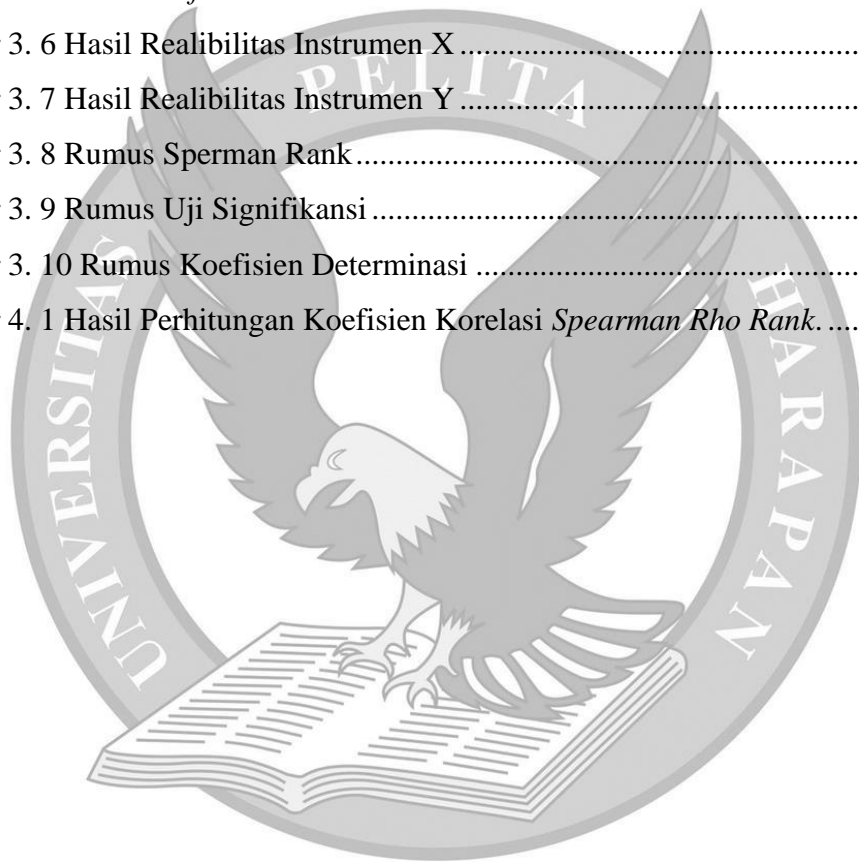 3. 6 Hasil Realibilitas Instrumen X
3. 7 Hasil Realibilitas Instrumen Y
3. 8 Rumus Sperman Rank
3. 9 Rumus Uji Signifikansi
3. 10 Rumus Koefisien Determinasi
4. 1 Hasil Perhitungan Koefisien Korelasi Spearman Rho Rank.
UNIVERSITAS PELITA HARAPAN